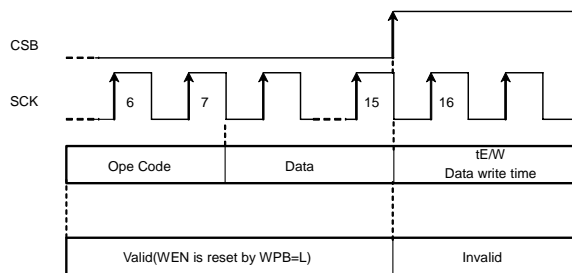 CSB
SCK
6 7 15 16
Ope Code Data tE/W
Data write time
Valid(WEN is reset by WPB=L) Invalid